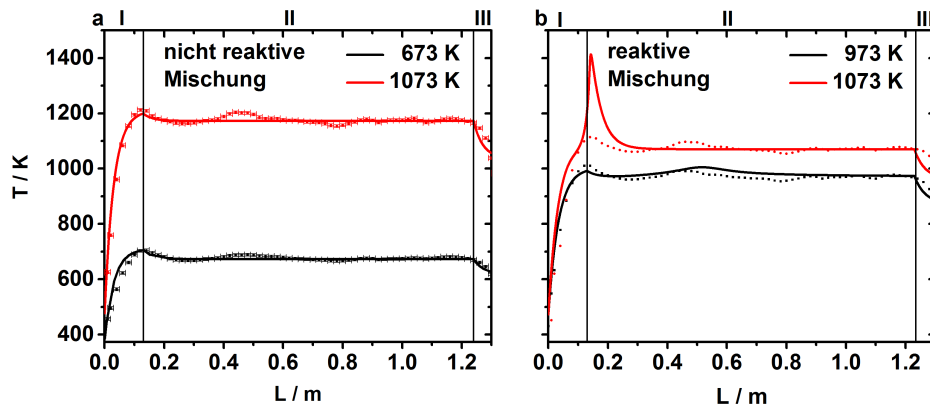 a I II III
nicht reaktive 673 K
Mischung 1073 K
1400
1200
1000
800
600
400
T / K
0.0 0.2 0.4 0.6 0.8 1.0 1.2
L / m
b I II III
reaktive 973 K
Mischung 1073 K
0.0 0.2 0.4 0.6 0.8 1.0 1.2
L / m